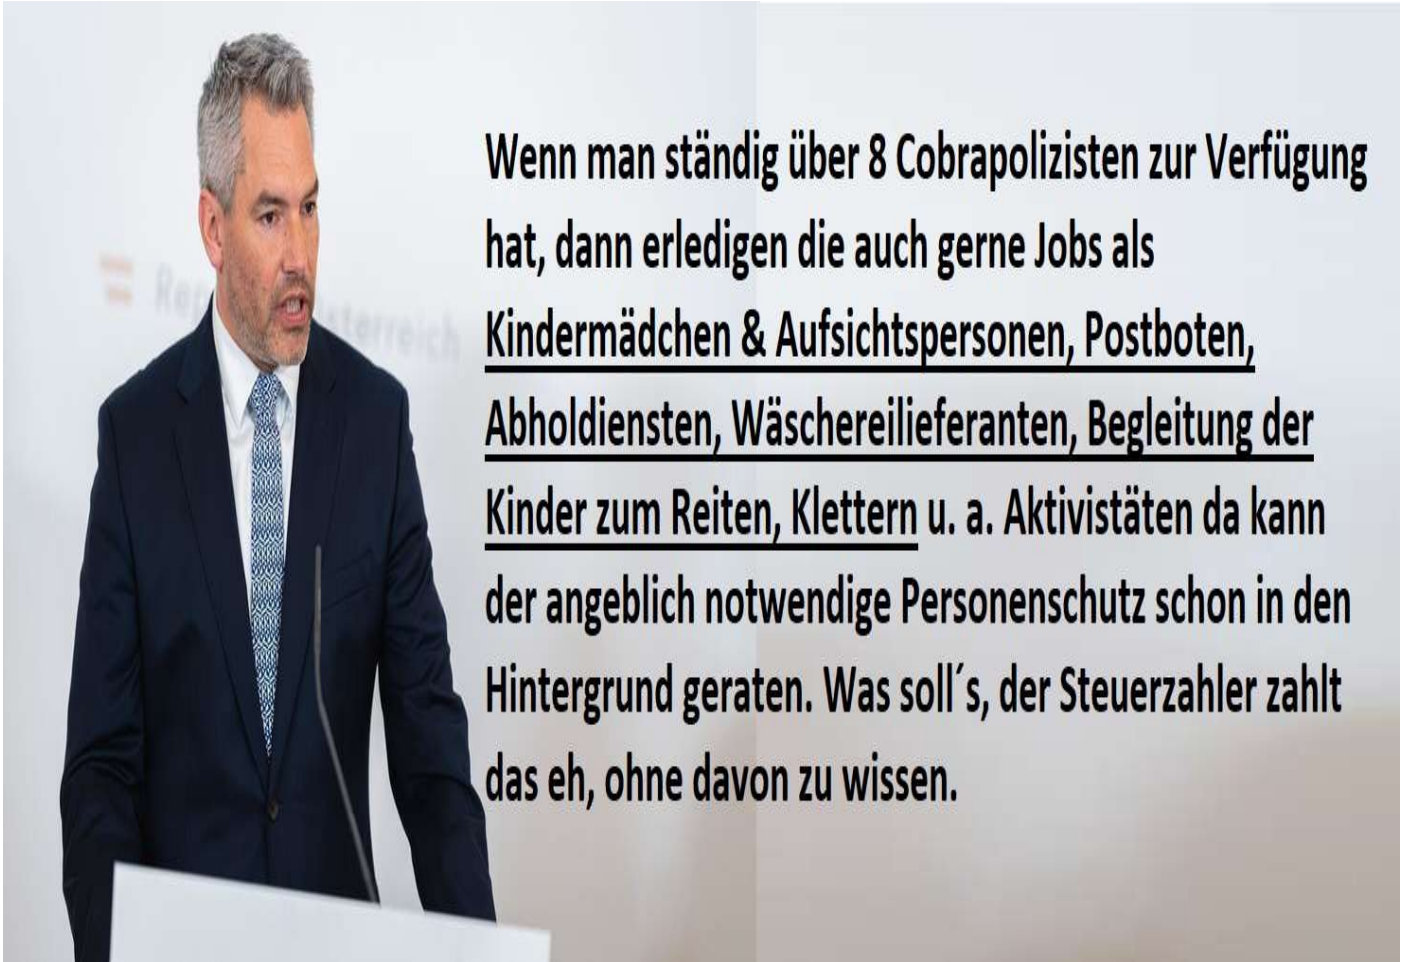 Republik Österreich
Wenn man ständig über 8 Cobrapolizisten zur Verfügung
hat, dann erledigen die auch gerne Jobs als
Kindermädchen & Aufsichtspersonen, Postboten,
Abholdiensten, Wäschereilieferanten, Begleitung der
Kinder zum Reiten, Klettern u. a. Aktivistäten da kann
der angeblich notwendige Personenschutz schon in den
Hintergrund geraten. Was soll´s, der Steuerzahler zahlt
das eh, ohne davon zu wissen.